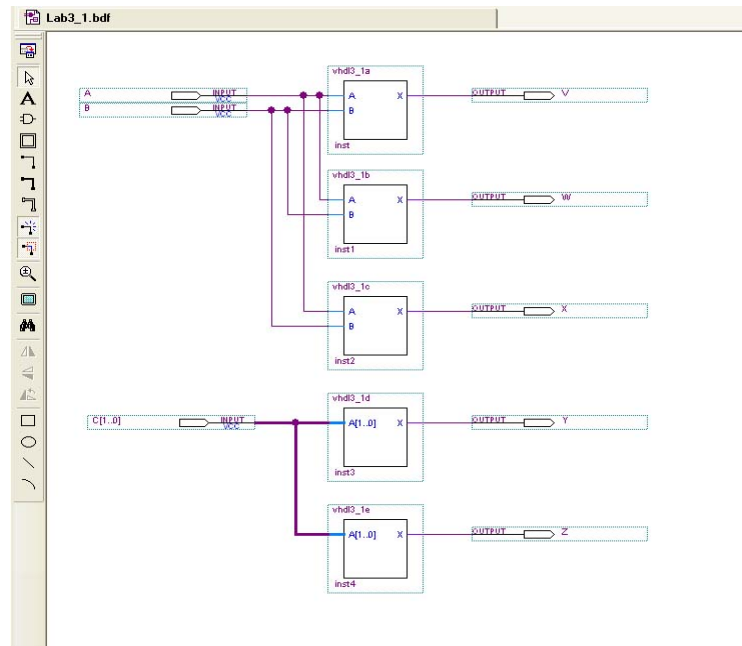 Lab3_1.bdf
vhdl3_1a
A INPUT VCC
A X
OUTPUT V
B INPUT VCC
B
inst
vhdl3_1b
A X
OUTPUT W
B
inst1
vhdl3_1c
A X
OUTPUT X
B
inst2
vhdl3_1d
C[1..0] INPUT VCC
A[1..0] X
OUTPUT Y
inst3
vhdl3_1e
A[1..0] X
OUTPUT Z
inst4